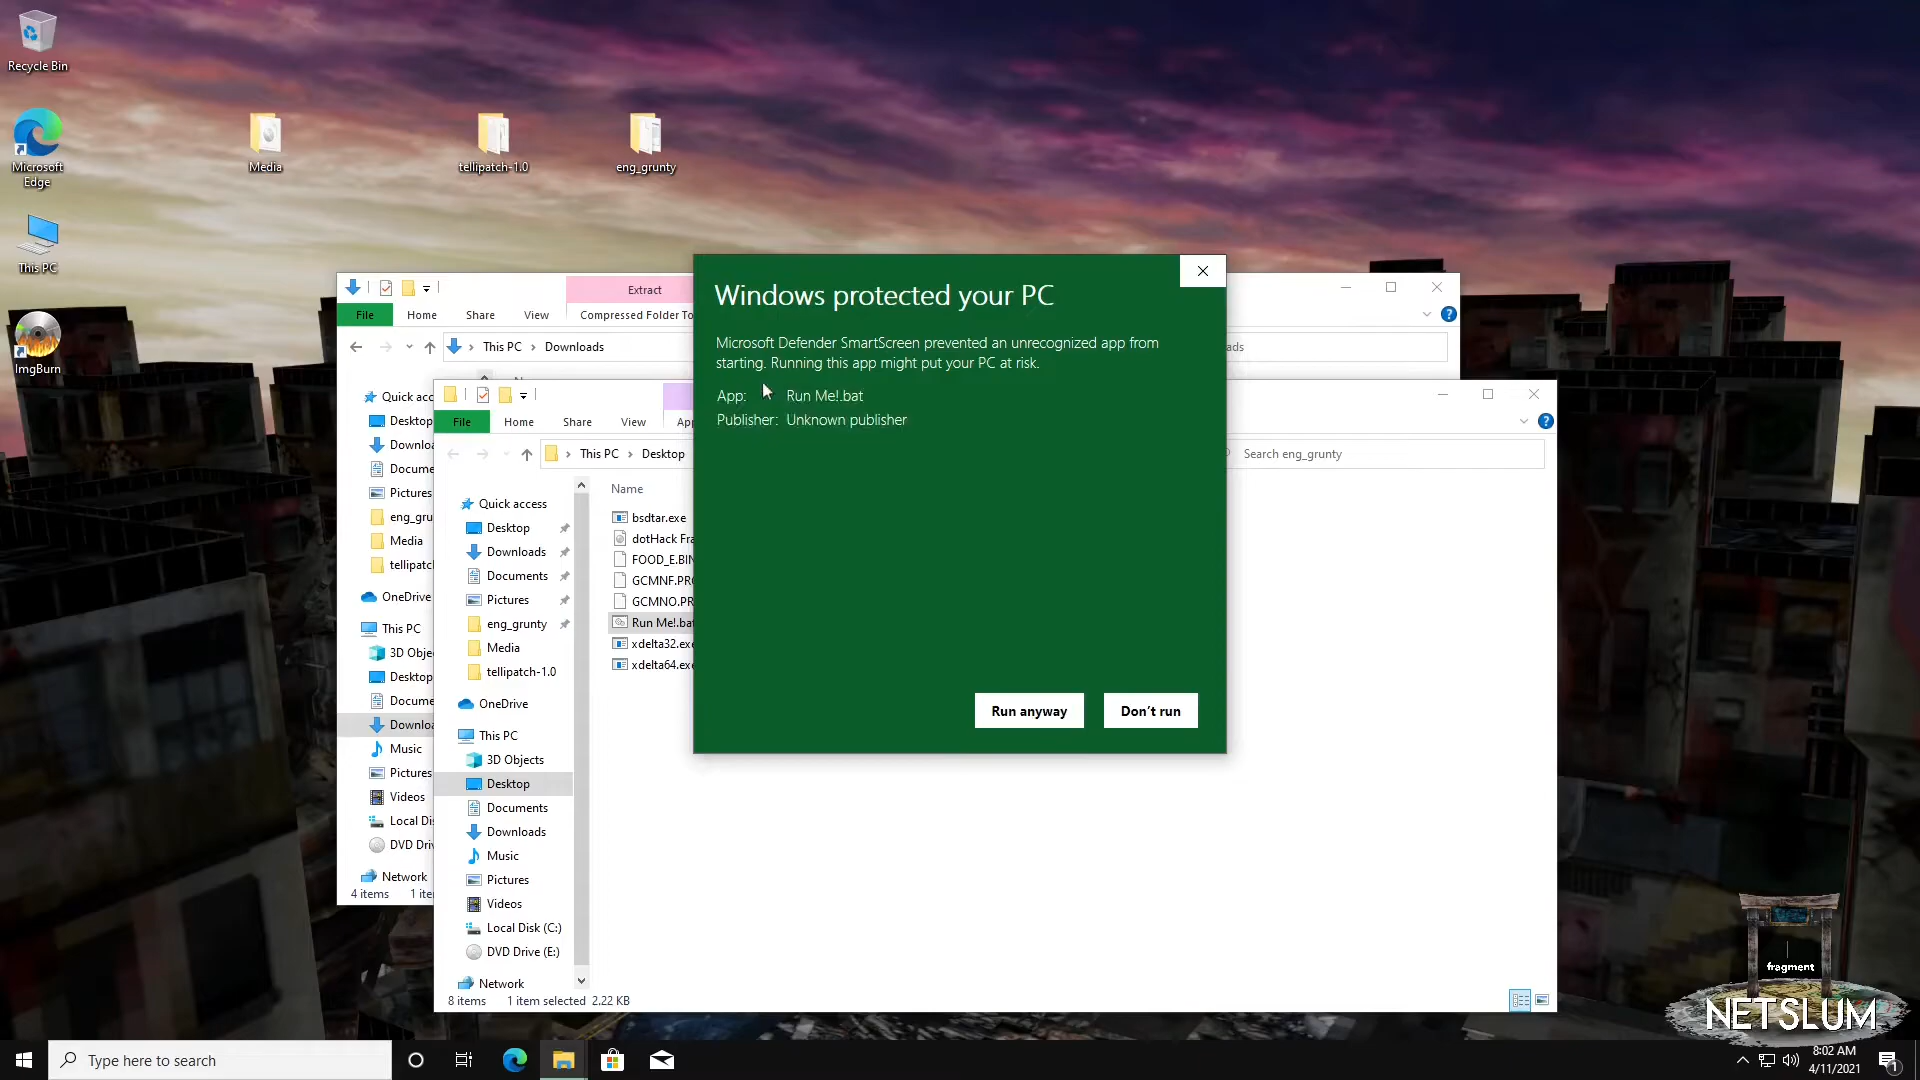 Recycle Bin
Microsoft
Edge
This PC
ImgBurn
Media
tellipatch-1.0
eng_grunty
Extract
File
Home
Share
View
Compressed Folder To
This PC
Downloads
ads
Quick acc
Desktop
Downloa
Docume
Pictures
eng_gru
Media
tellipatc
OneDrive
This PC
3D Obje
Desktop
Docume
Downloa
Music
Pictures
Videos
Local Di
DVD Driv
Network
4 items 1 ite
File
Home
Share
View
App
This PC
Desktop
Search eng_grunty
Quick access
Desktop
Downloads
Documents
Pictures
eng_grunty
Media
tellipatch-1.0
OneDrive
This PC
3D Objects
Desktop
Documents
Downloads
Music
Pictures
Videos
Local Disk (C:)
DVD Drive (E:)
Network
Name
bsdtar.exe
dotHack Fra
FOOD_E.BIN
GCMNF.PR
GCMNO.PR
Run Me!.bat
xdelta32.exe
xdelta64.exe
8 items 1 item selected 2.22 KB
Windows protected your PC
Microsoft Defender SmartScreen prevented an unrecognized app from
starting. Running this app might put your PC at risk.
App: Run Me!.bat
Publisher: Unknown publisher
Run anyway
Don't run
fragment
NETSLUM
Type here to search
8:02 AM
4/11/2021
1